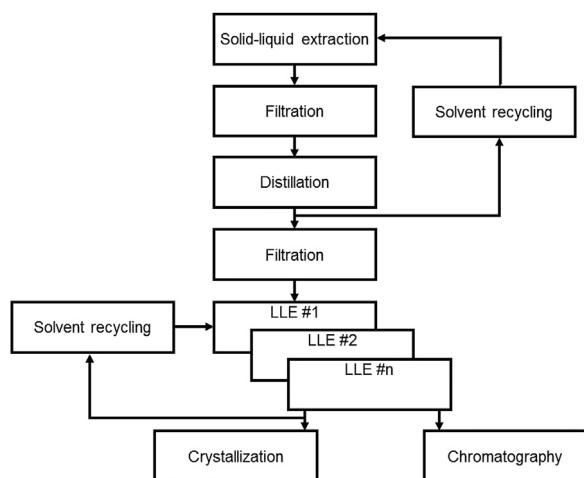 Solid-liquid extraction
Filtration
Solvent recycling
Distillation
Filtration
Solvent recycling
LLE #1
LLE #2
LLE #n
Crystallization
Chromatography